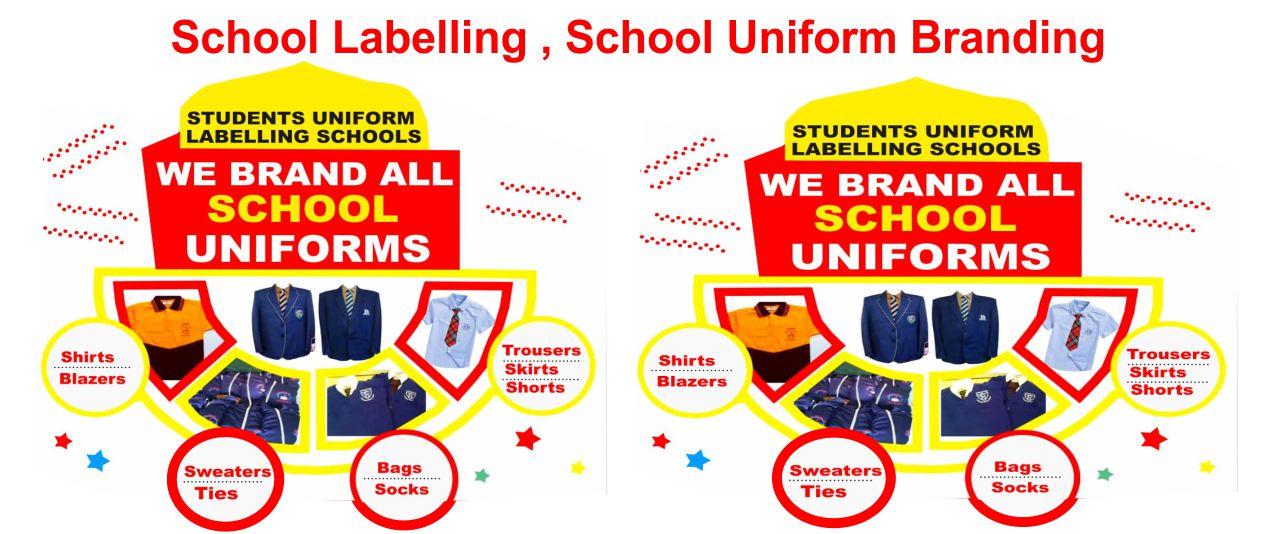 School Labelling , School Uniform Branding
STUDENTS UNIFORM
LABELLING SCHOOLS
WE BRAND ALL
SCHOOL
UNIFORMS
Shirts
Blazers
Trousers
Skirts
Shorts
Sweaters
Ties
Bags
Socks
STUDENTS UNIFORM
LABELLING SCHOOLS
WE BRAND ALL
SCHOOL
UNIFORMS
Shirts
Blazers
Trousers
Skirts
Shorts
Sweaters
Ties
Bags
Socks